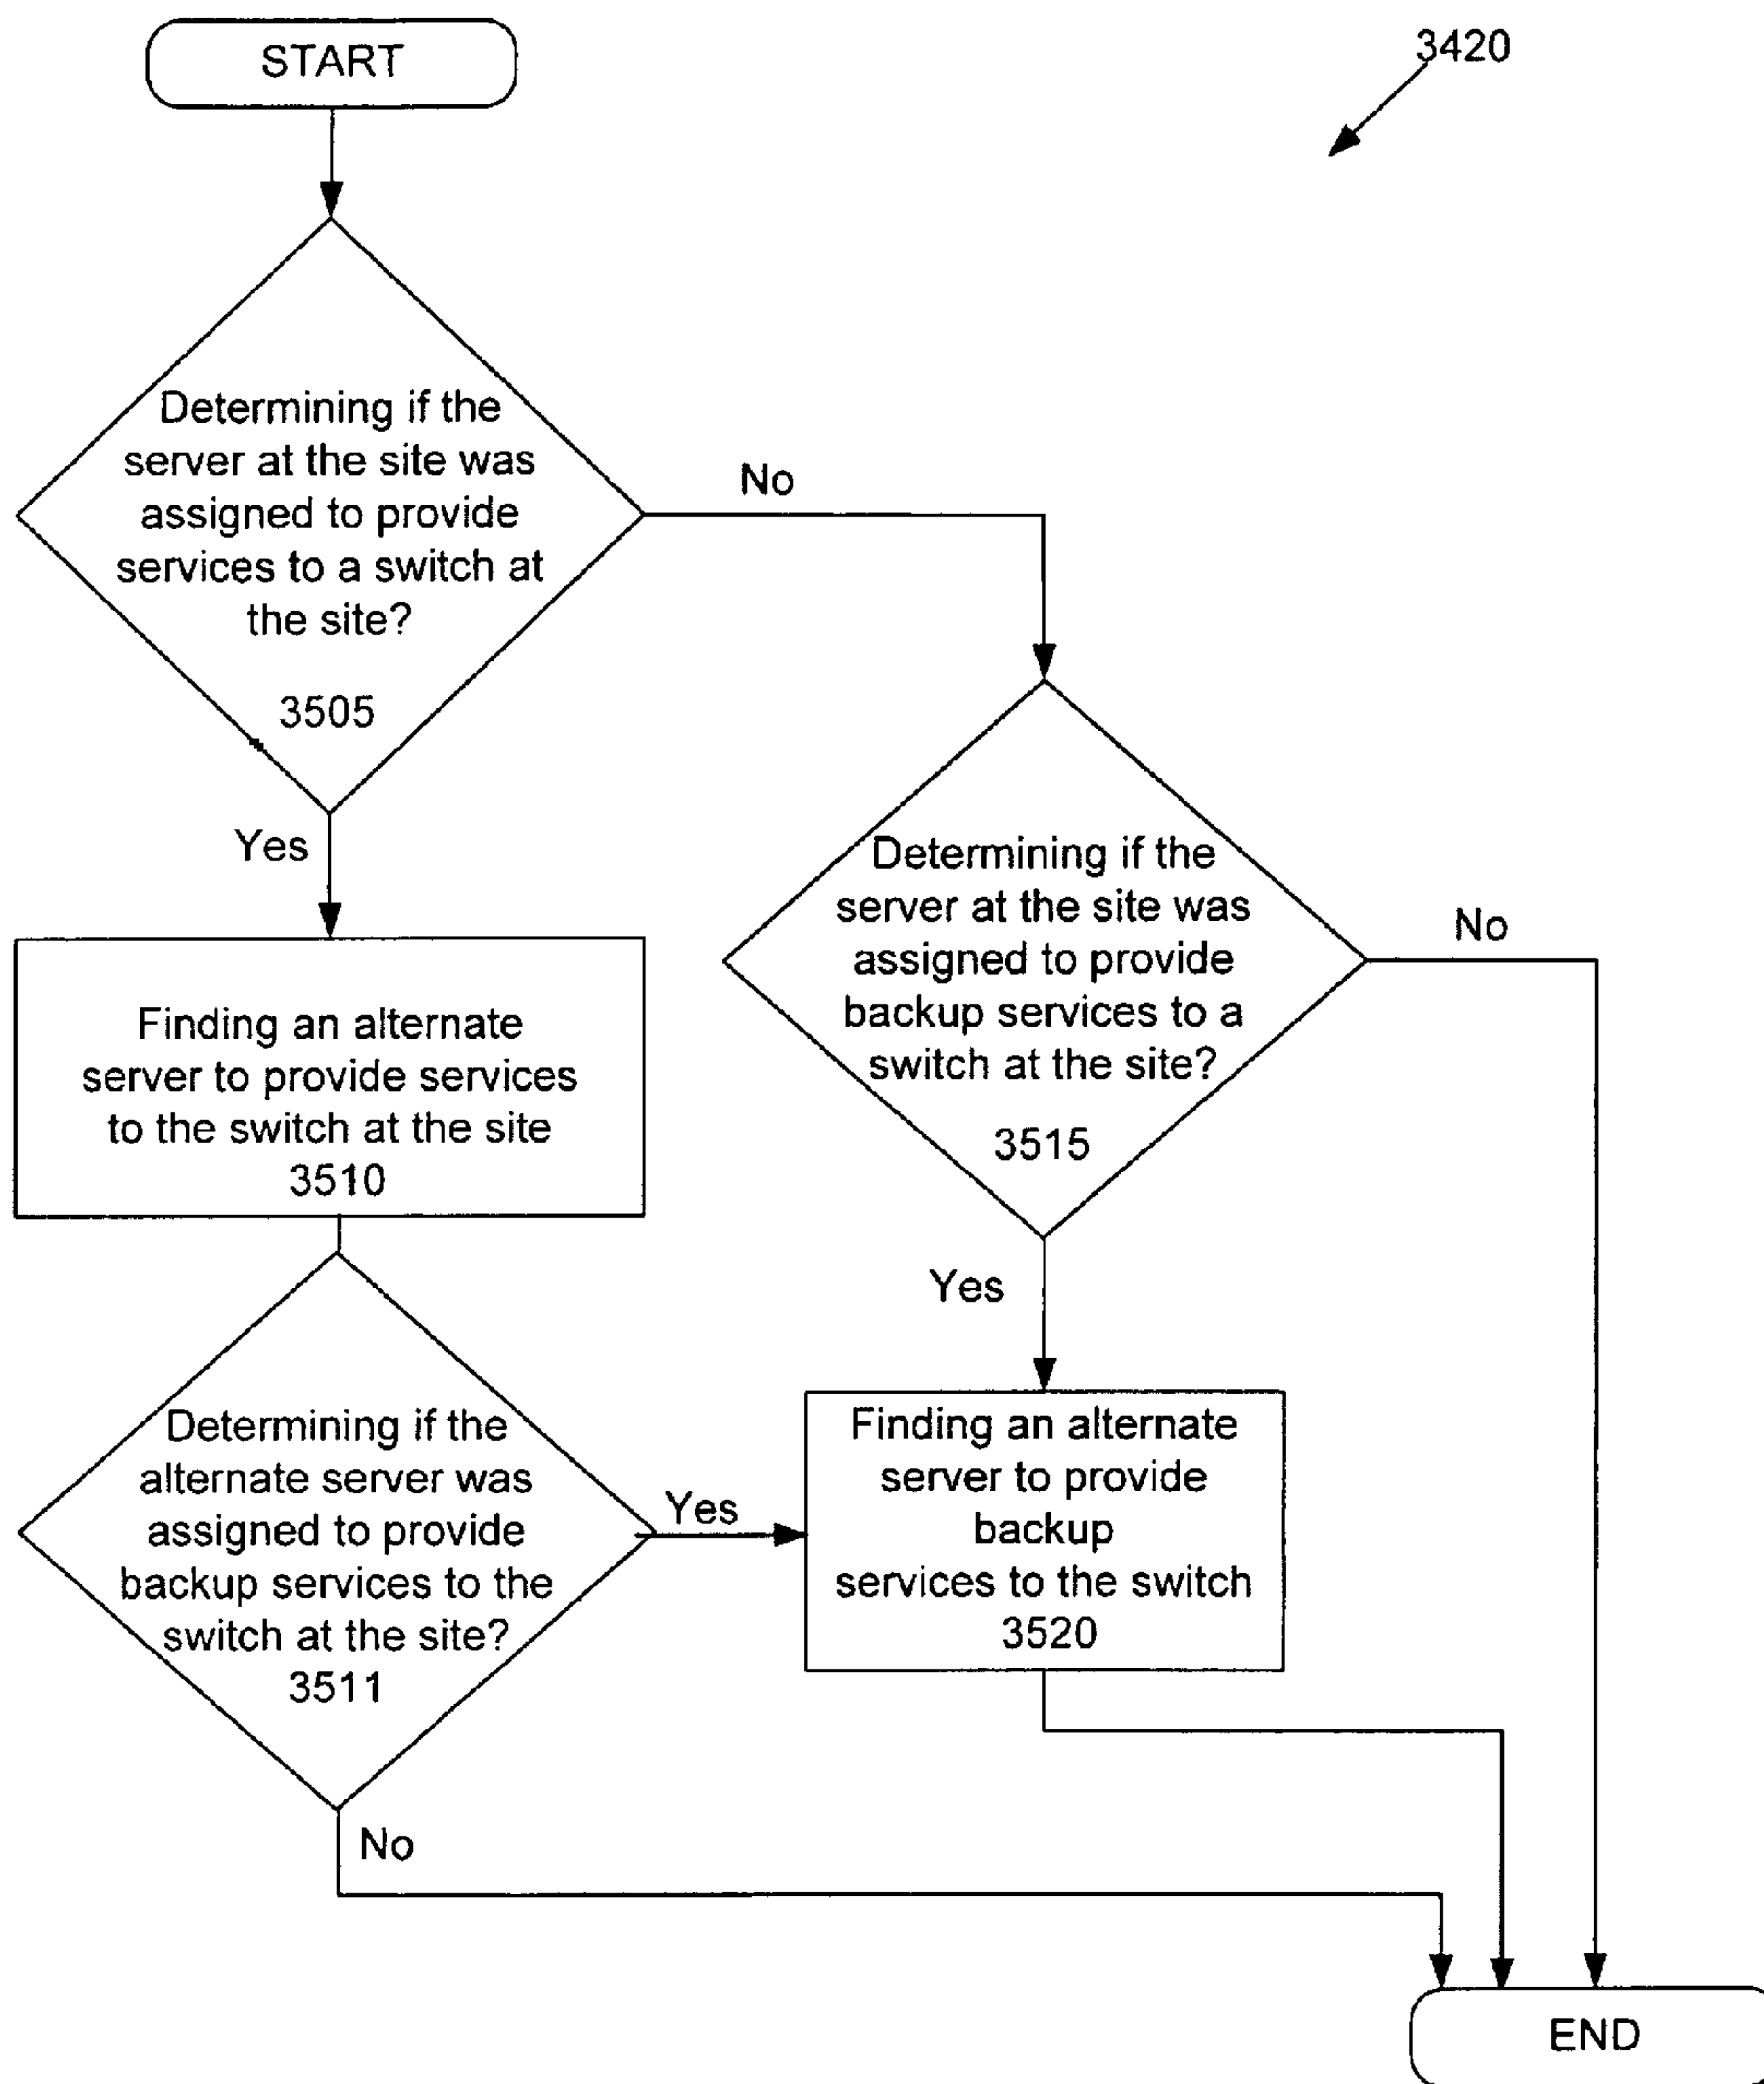 START
3420
Determining if the
server at the site was
assigned to provide
services to a switch at
the site?
3505
No
Yes
Determining if the
server at the site was
assigned to provide
backup services to a
switch at the site?
3515
No
Yes
Finding an alternate
server to provide services
to the switch at the site
3510
Determining if the
alternate server was
assigned to provide
backup services to the
switch at the site?
3511
Yes
No
Finding an alternate
server to provide
backup
services to the switch
3520
END